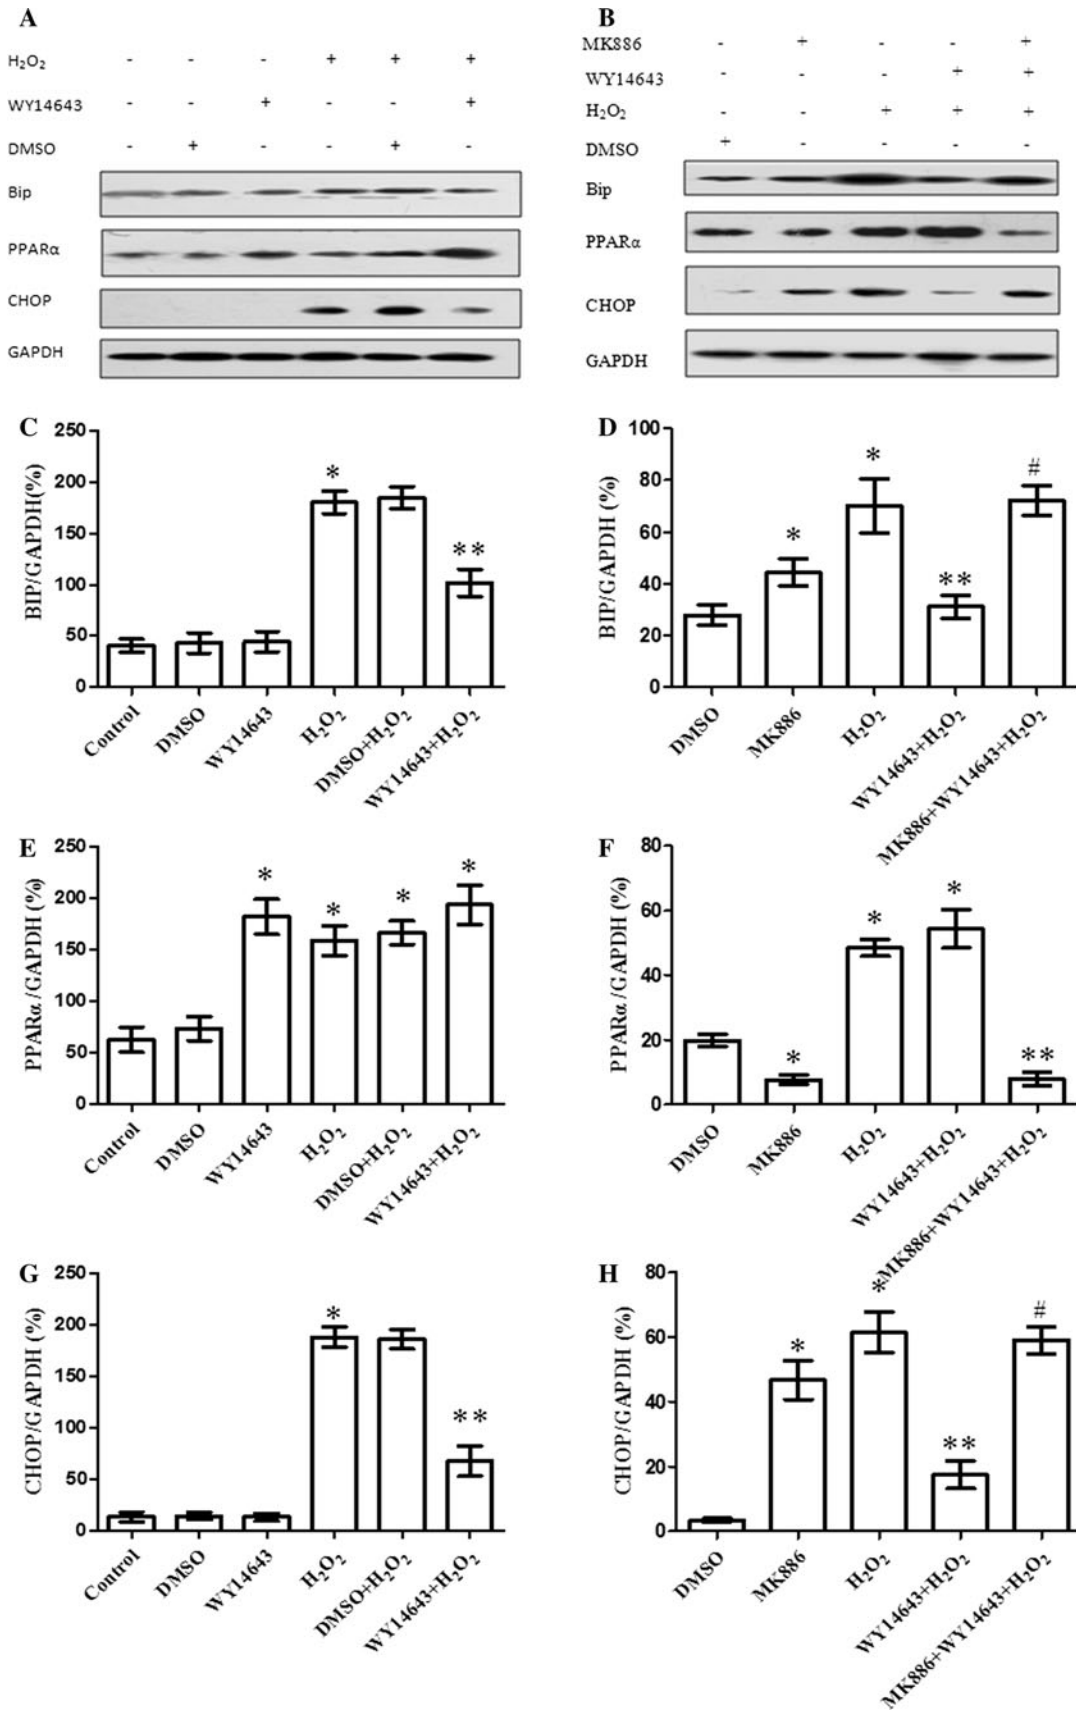 A
H₂O₂ - - - + + +
WY14643 - - + - - +
DMSO - + - - + -
Bip
PPARα
CHOP
GAPDH
B
MK886 - + - - +
WY14643 - - - + +
H₂O₂ - - + + +
DMSO + - - - -
Bip
PPARα
CHOP
GAPDH
C
BIP/GAPDH(%)
250
200
150
100
50
0
*
**
Control
DMSO
WY14643
H₂O₂
DMSO+H₂O₂
WY14643+H₂O₂
D
BIP/GAPDH (%)
100
80
60
40
20
0
*
*
**
#
DMSO
MK886
H₂O₂
WY14643+H₂O₂
MK886+WY14643+H₂O₂
E
PPARα/GAPDH (%)
250
200
150
100
50
0
*
*
*
*
Control
DMSO
WY14643
H₂O₂
DMSO+H₂O₂
WY14643+H₂O₂
F
PPARα/GAPDH (%)
80
60
40
20
0
*
*
*
**
DMSO
MK886
H₂O₂
WY14643+H₂O₂
MK886+WY14643+H₂O₂
G
CHOP/GAPDH (%)
250
200
150
100
50
0
*
**
Control
DMSO
WY14643
H₂O₂
DMSO+H₂O₂
WY14643+H₂O₂
H
CHOP/GAPDH (%)
80
60
40
20
0
*
*
**
#
DMSO
MK886
H₂O₂
WY14643+H₂O₂
MK886+WY14643+H₂O₂